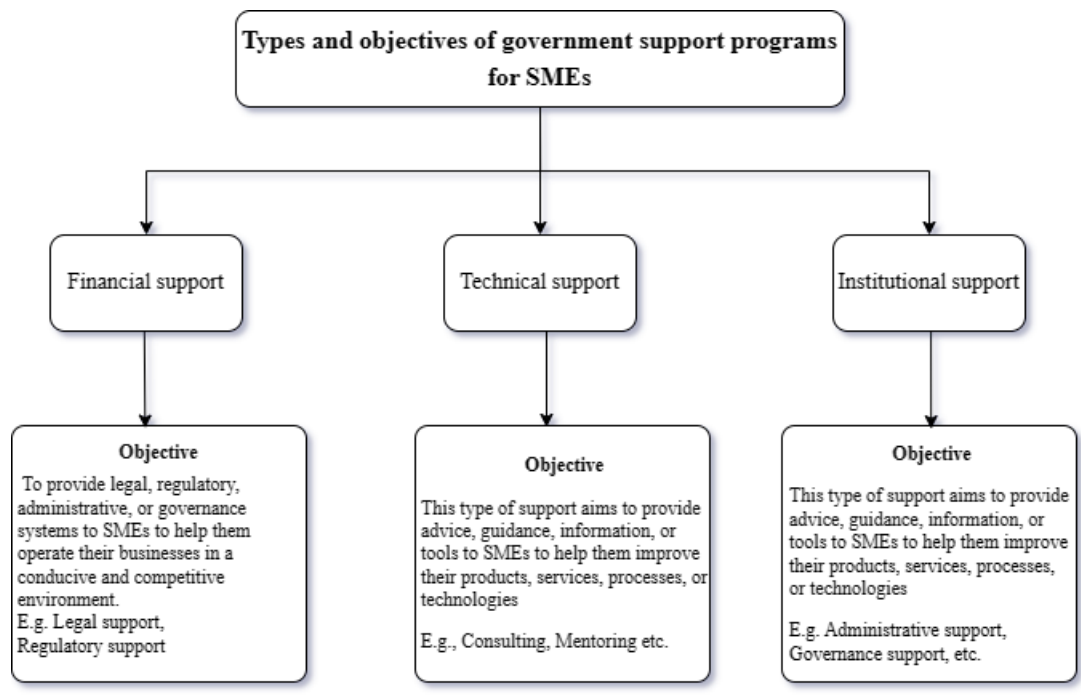 Types and objectives of government support programs
for SMEs
Financial support
Technical support
Institutional support
Objective
To provide legal, regulatory,
administrative, or governance
systems to SMEs to help them
operate their businesses in a
conducive and competitive
environment.
E.g. Legal support,
Regulatory support
Objective
This type of support aims to provide
advice, guidance, information, or
tools to SMEs to help them improve
their products, services, processes, or
technologies
E.g., Consulting, Mentoring etc.
Objective
This type of support aims to provide
advice, guidance, information, or
tools to SMEs to help them improve
their products, services, processes,
or technologies
E.g. Administrative support,
Governance support, etc.